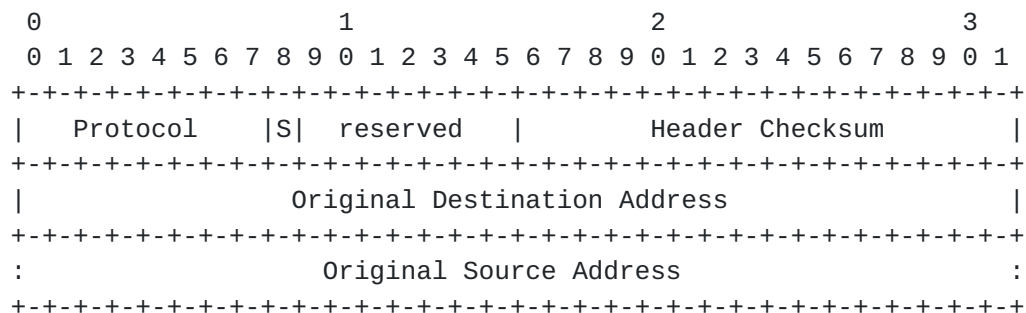 0                   1                   2                   3
 0 1 2 3 4 5 6 7 8 9 0 1 2 3 4 5 6 7 8 9 0 1 2 3 4 5 6 7 8 9 0 1
+-+-+-+-+-+-+-+-+-+-+-+-+-+-+-+-+-+-+-+-+-+-+-+-+-+-+-+-+-+-+-+-+
|   Protocol    |S|  reserved   |        Header Checksum        |
+-+-+-+-+-+-+-+-+-+-+-+-+-+-+-+-+-+-+-+-+-+-+-+-+-+-+-+-+-+-+-+-+
|                 Original Destination Address                  |
+-+-+-+-+-+-+-+-+-+-+-+-+-+-+-+-+-+-+-+-+-+-+-+-+-+-+-+-+-+-+-+-+
:                   Original Source Address                     :
+-+-+-+-+-+-+-+-+-+-+-+-+-+-+-+-+-+-+-+-+-+-+-+-+-+-+-+-+-+-+-+-+